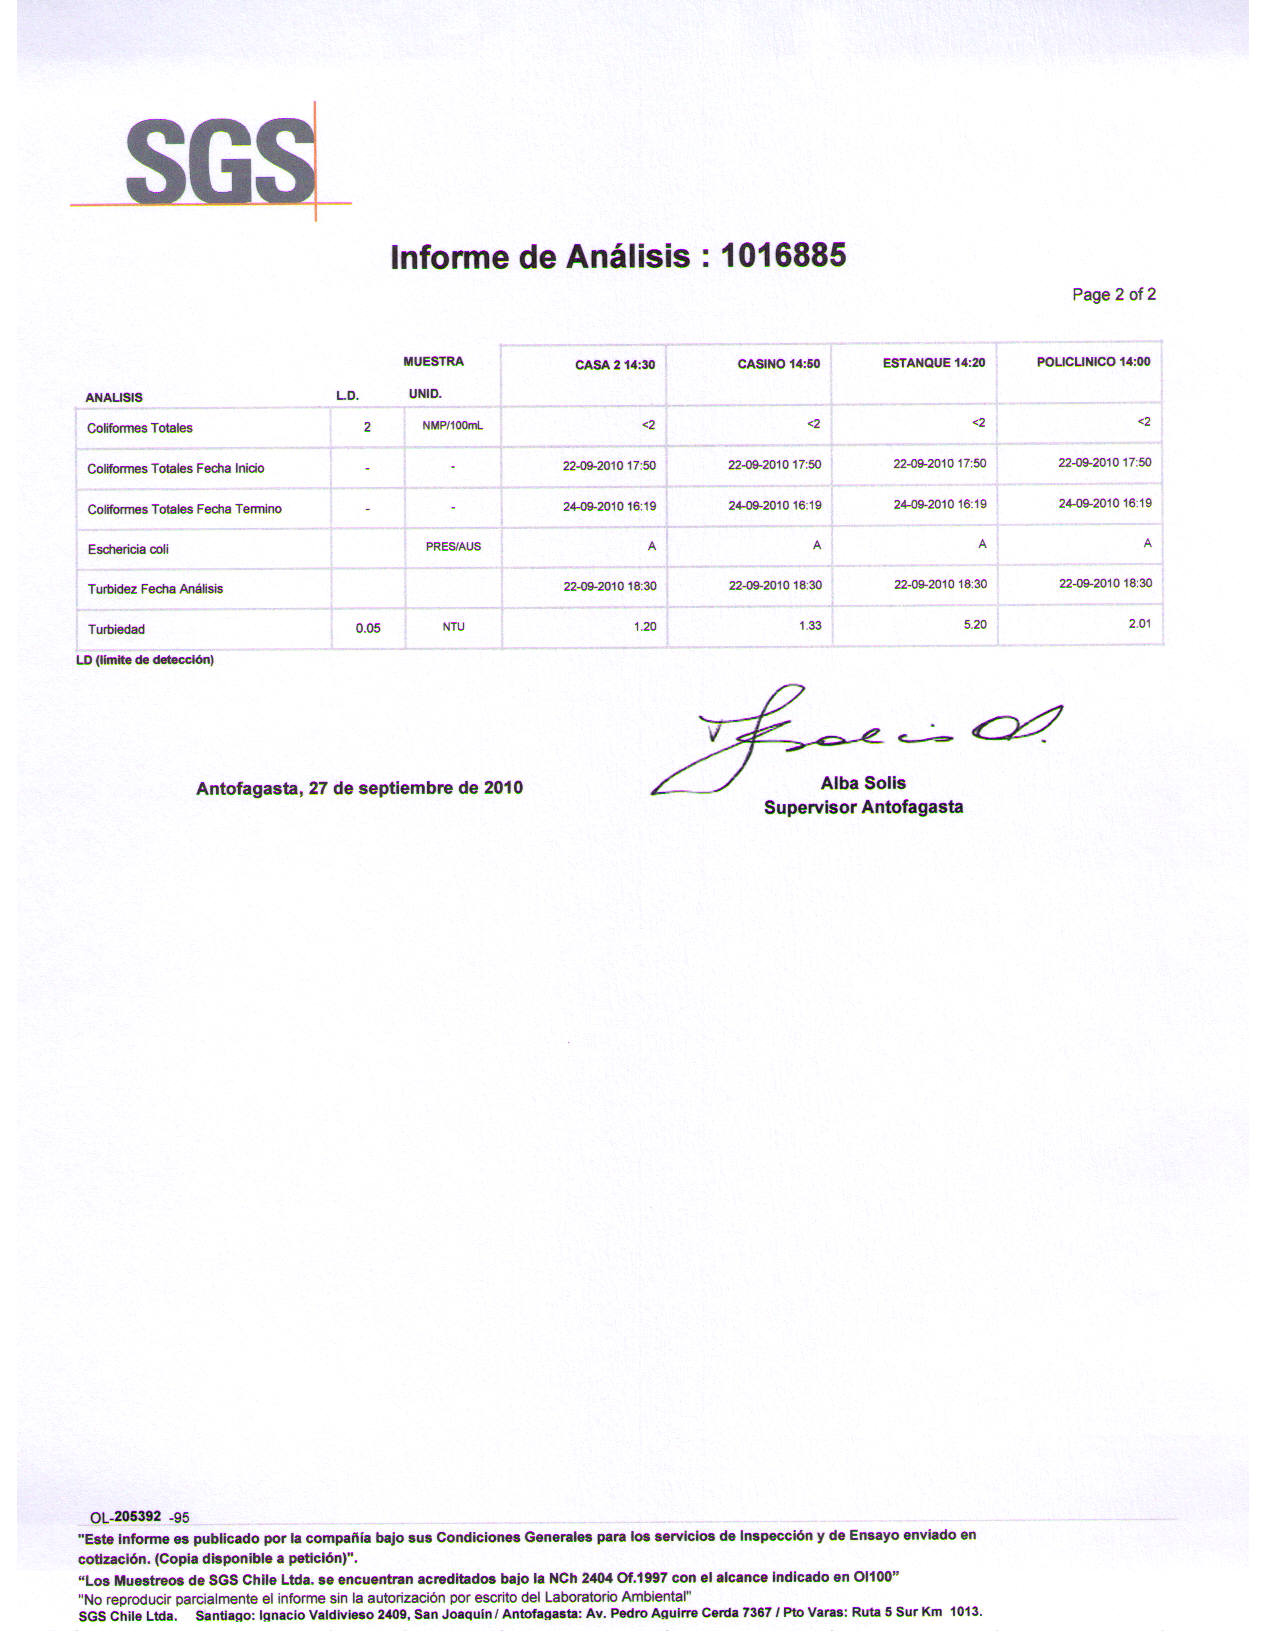 SGS
Informe de Análisis : 1016885
Page 2 of 2
ANALISIS L.D. MUESTRA UNID. CASA 2 14:30 CASINO 14:50 ESTANQUE 14:20 POLICLINICO 14:00
Coliformes Totales 2 NMP/100mL <2 <2 <2 <2
Coliformes Totales Fecha Inicio - - 22-09-2010 17:50 22-09-2010 17:50 22-09-2010 17:50 22-09-2010 17:50
Coliformes Totales Fecha Termino - - 24-09-2010 16:19 24-09-2010 16:19 24-09-2010 16:19 24-09-2010 16:19
Eschericia coli PRES/AUS A A A A
Turbidez Fecha Análisis 22-09-2010 18:30 22-09-2010 18:30 22-09-2010 18:30 22-09-2010 18:30
Turbiedad 0.05 NTU 1.20 1.33 5.20 2.01
LD (límite de detección)
Antofagasta, 27 de septiembre de 2010
Alba Solis
Supervisor Antofagasta
OL-205392 -95
"Este informe es publicado por la compañía bajo sus Condiciones Generales para los servicios de Inspección y de Ensayo enviado en
cotización. (Copia disponible a petición)".
"Los Muestreos de SGS Chile Ltda. se encuentran acreditados bajo la NCh 2404 Of.1997 con el alcance indicado en OI100"
"No reproducir parcialmente el informe sin la autorización por escrito del Laboratorio Ambiental"
SGS Chile Ltda. Santiago: Ignacio Valdivieso 2409, San Joaquín / Antofagasta: Av. Pedro Aguirre Cerda 7367 / Pto Varas: Ruta 5 Sur Km 1013.